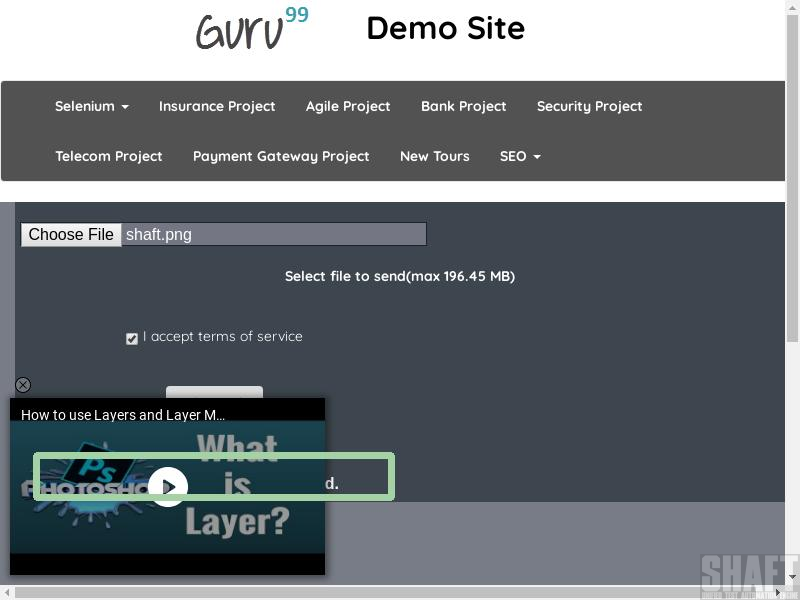 Guru99 Demo Site
Selenium Insurance Project Agile Project Bank Project Security Project
Telecom Project Payment Gateway Project New Tours SEO
Choose File shaft.png
Select file to send(max 196.45 MB)
I accept terms of service
How to use Layers and Layer M...
What
Ps
PHOTOSHO
is
d.
Layer?
SHAFT